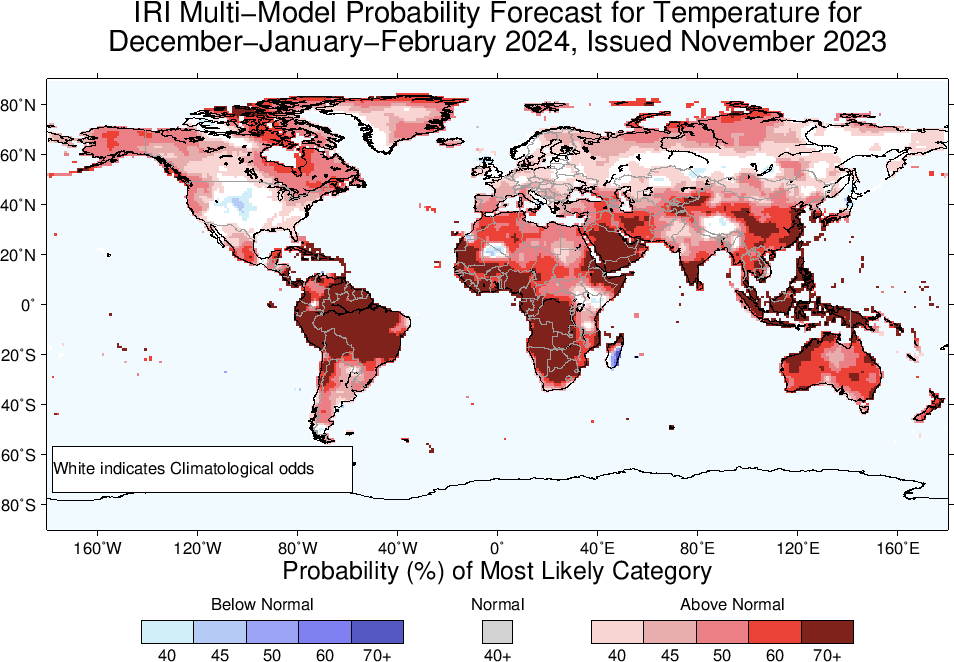 IRI Multi−Model Probability Forecast for Temperature for
December−January−February 2024, Issued November 2023
80˚N
60˚N
40˚N
20˚N
0˚
20˚S
40˚S
60˚S
80˚S
White indicates Climatological odds
160˚W 120˚W 80˚W 40˚W 0˚ 40˚E 80˚E 120˚E 160˚E
Probability (%) of Most Likely Category
Below Normal Normal Above Normal
40 45 50 60 70+ 40+ 40 45 50 60 70+